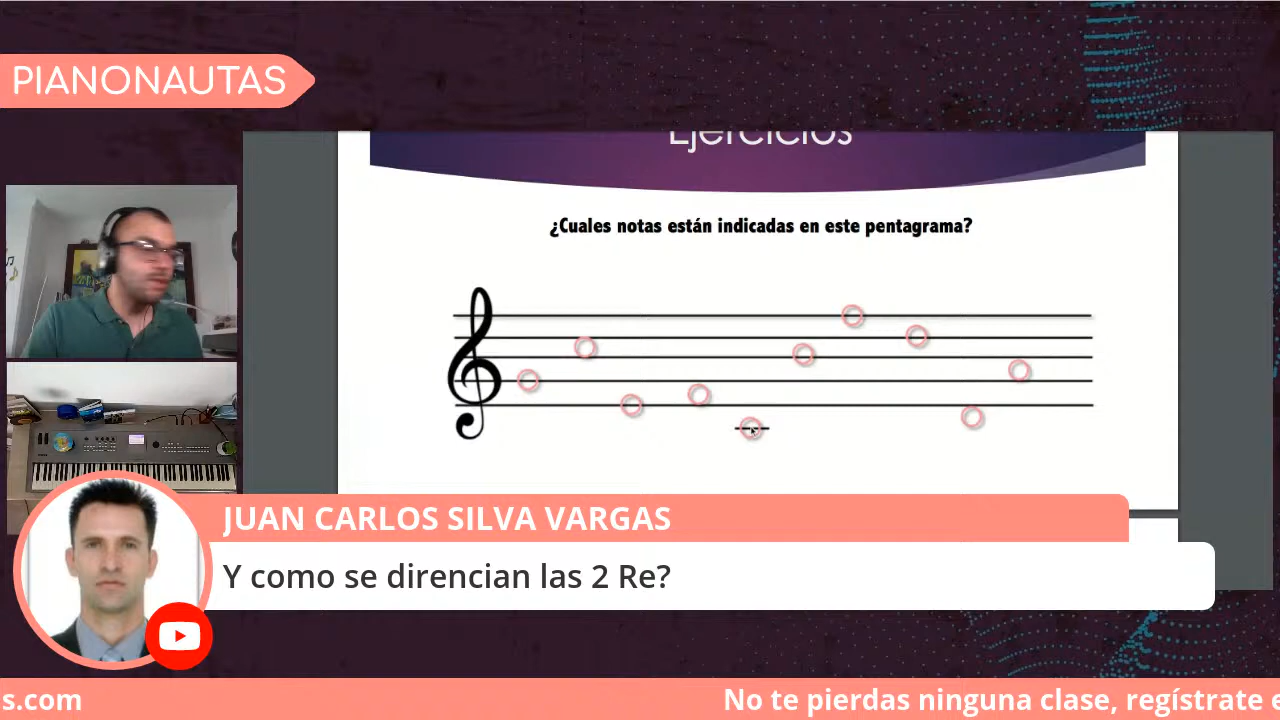 PIANONAUTAS
Ejercicios
¿Cuales notas están indicadas en este pentagrama?
JUAN CARLOS SILVA VARGAS
Y como se direncian las 2 Re?
s.com
No te pierdas ninguna clase, regístrate e